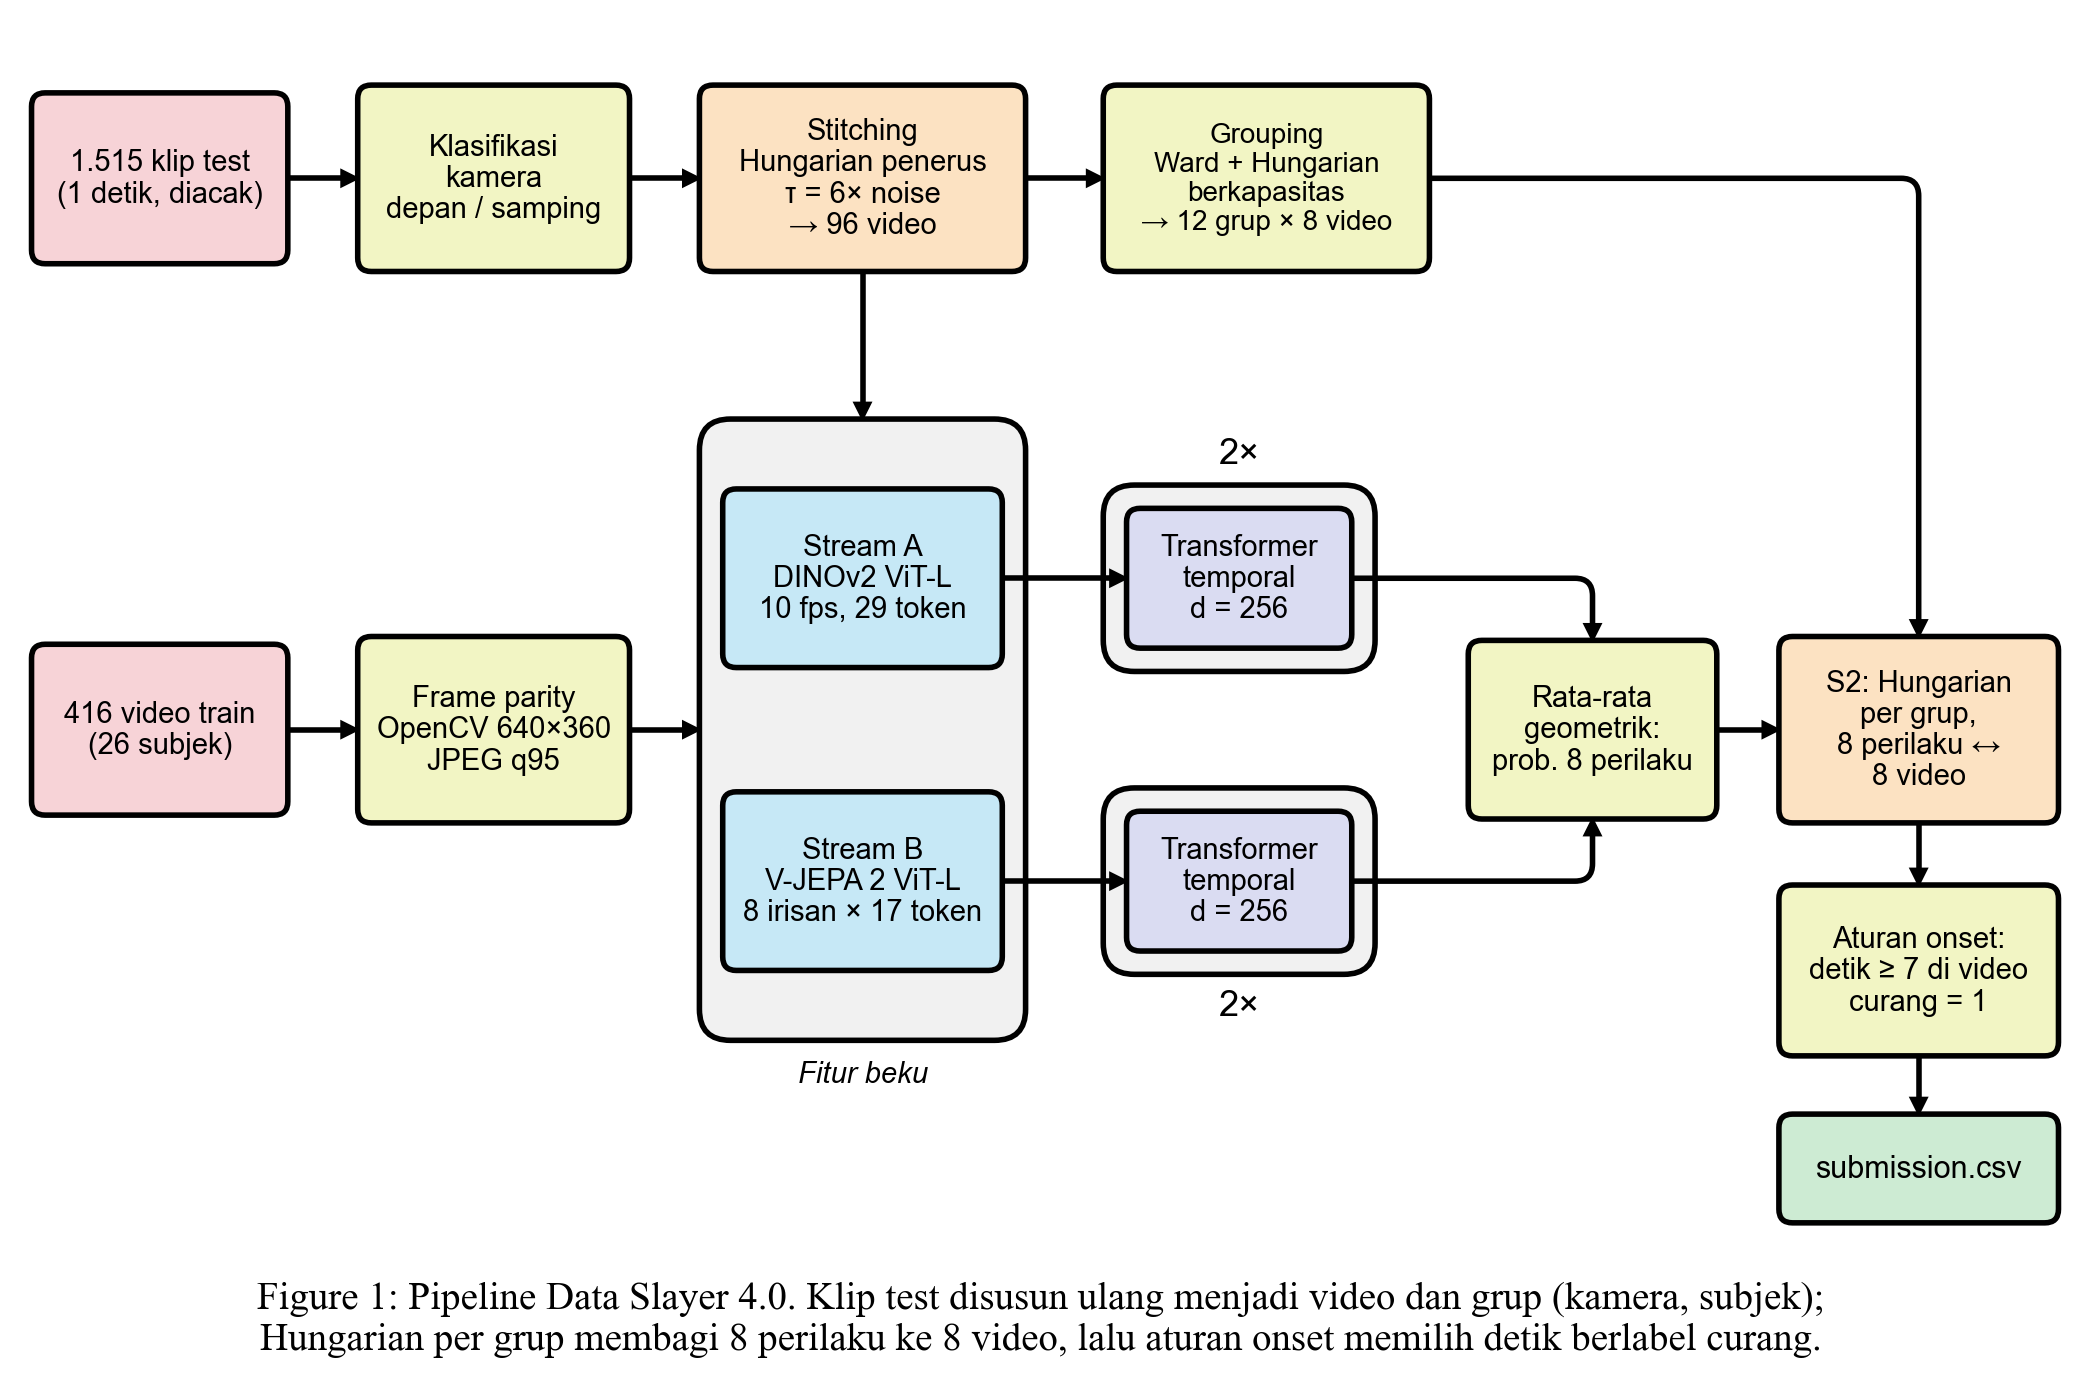 1.515 klip test
(1 detik, diacak)
Klasifikasi
kamera
depan / samping
Stitching
Hungarian penerus
τ = 6× noise
→ 96 video
Grouping
Ward + Hungarian
berkapasitas
→ 12 grup × 8 video
416 video train
(26 subjek)
Frame parity
OpenCV 640×360
JPEG q95
Stream A
DINOv2 ViT-L
10 fps, 29 token
Stream B
V-JEPA 2 ViT-L
8 irisan × 17 token
Fitur beku
2×
Transformer
temporal
d = 256
Transformer
temporal
d = 256
2×
Rata-rata
geometrik:
prob. 8 perilaku
S2: Hungarian
per grup,
8 perilaku ↔
8 video
Aturan onset:
detik ≥ 7 di video
curang = 1
submission.csv
Figure 1: Pipeline Data Slayer 4.0. Klip test disusun ulang menjadi video dan grup (kamera, subjek);
Hungarian per grup membagi 8 perilaku ke 8 video, lalu aturan onset memilih detik berlabel curang.